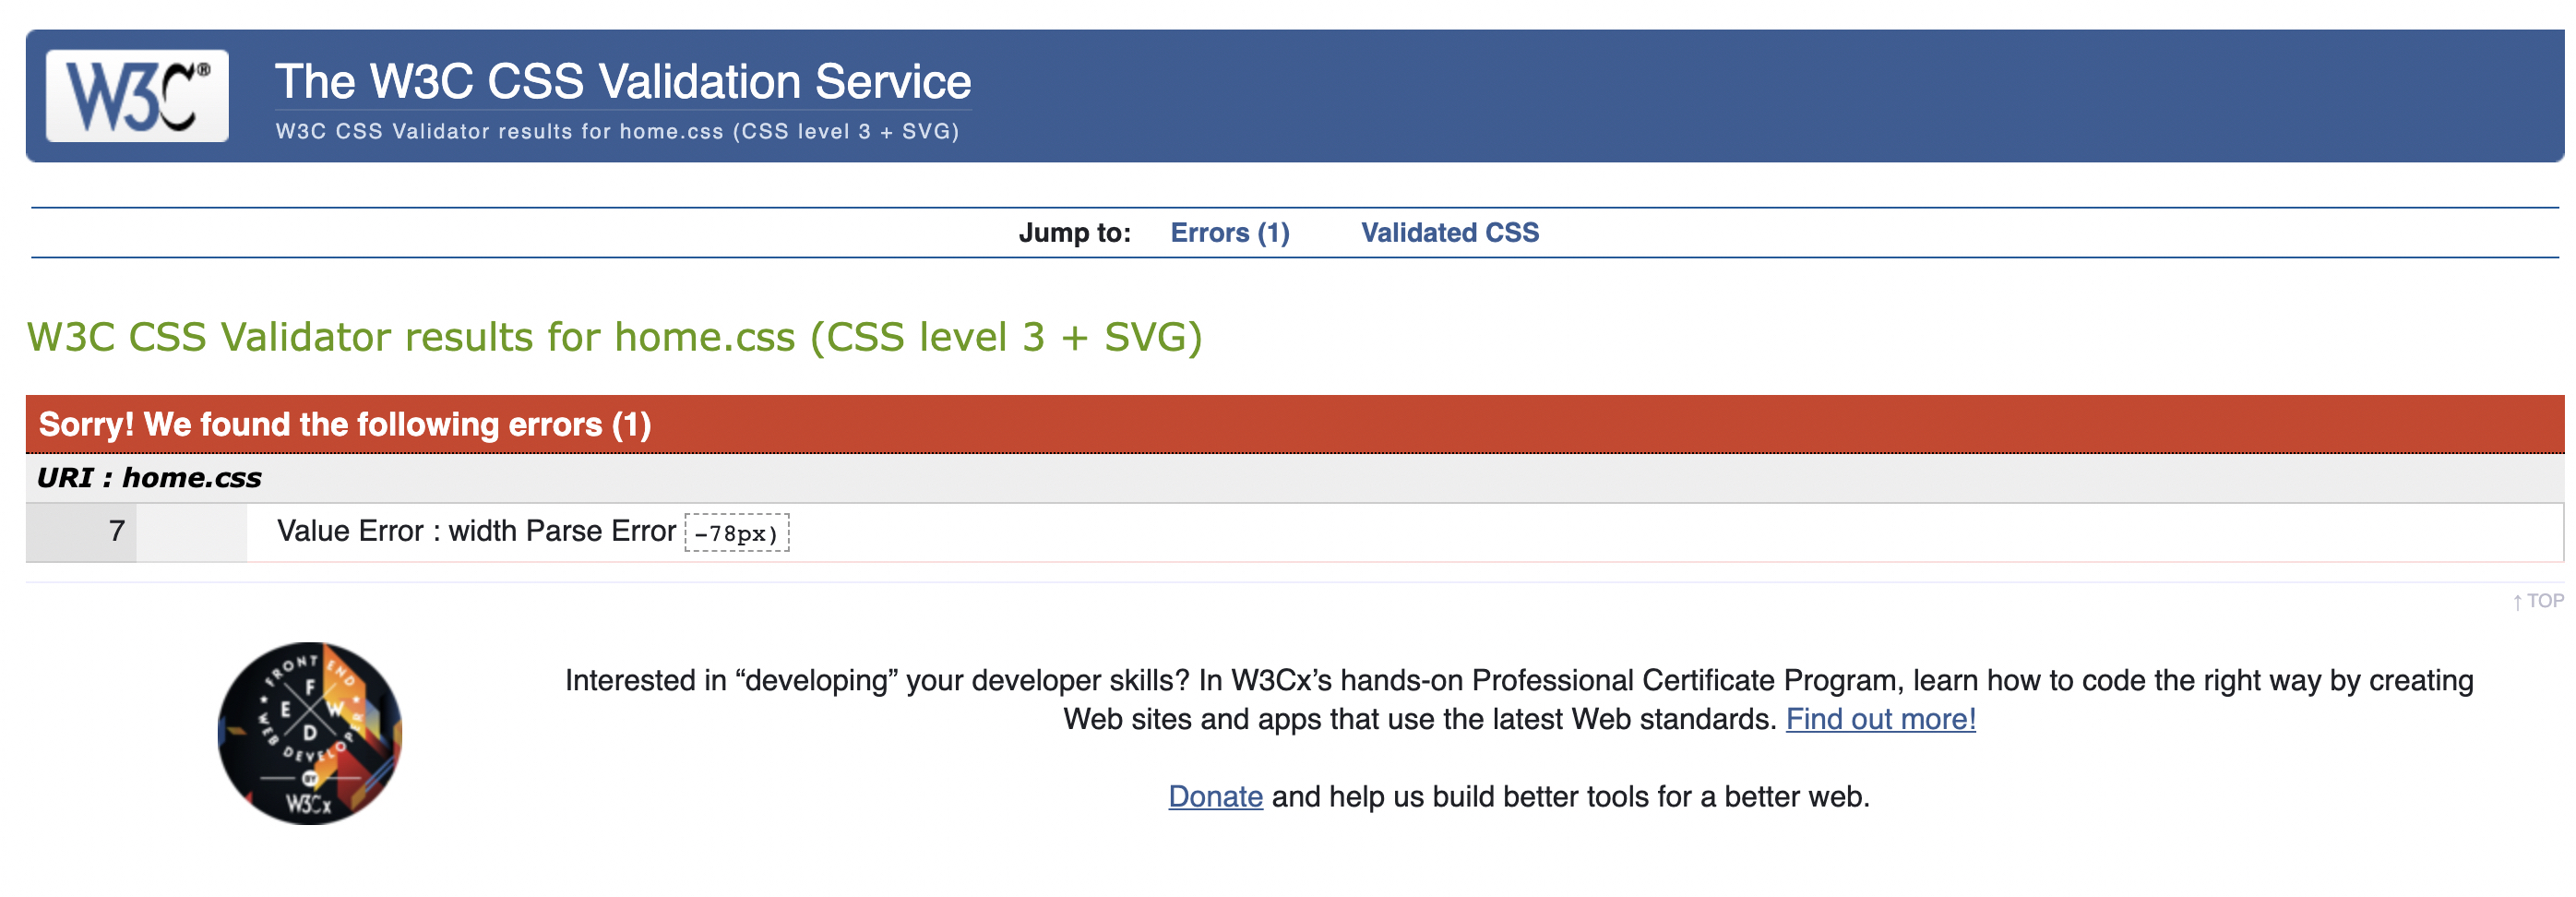 W3C®
The W3C CSS Validation Service
W3C CSS Validator results for home.css (CSS level 3 + SVG)
Jump to: Errors (1) Validated CSS
W3C CSS Validator results for home.css (CSS level 3 + SVG)
Sorry! We found the following errors (1)
URI : home.css
7 Value Error : width Parse Error -78px)
↑ TOP
FRONT END
WEB DEVELOPER
F
E W
D
BY
W3Cx
Interested in “developing” your developer skills? In W3Cx’s hands-on Professional Certificate Program, learn how to code the right way by creating
Web sites and apps that use the latest Web standards. Find out more!
Donate and help us build better tools for a better web.